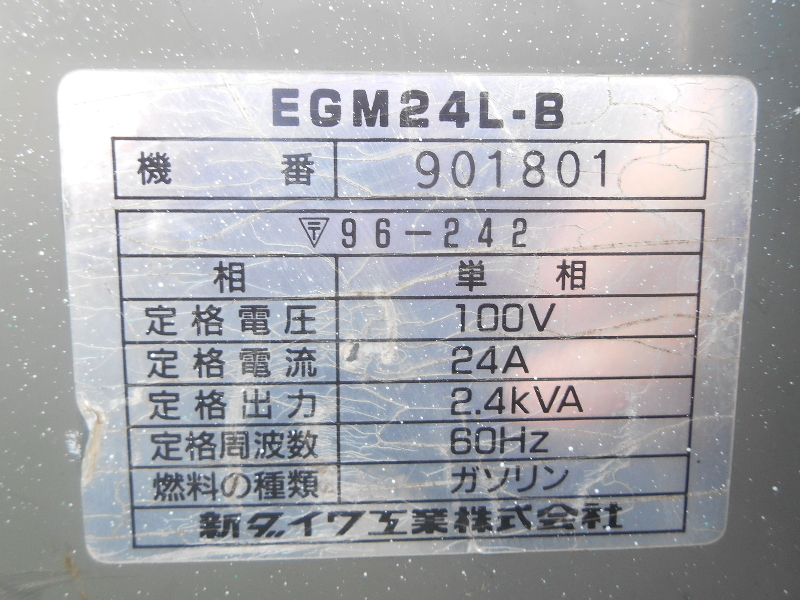 EGM24L-B
機番 901801
〒96-242
相 単相
定格電圧 100V
定格電流 24A
定格出力 2.4kVA
定格周波数 60Hz
燃料の種類 ガソリン
新ダイワ工業株式会社